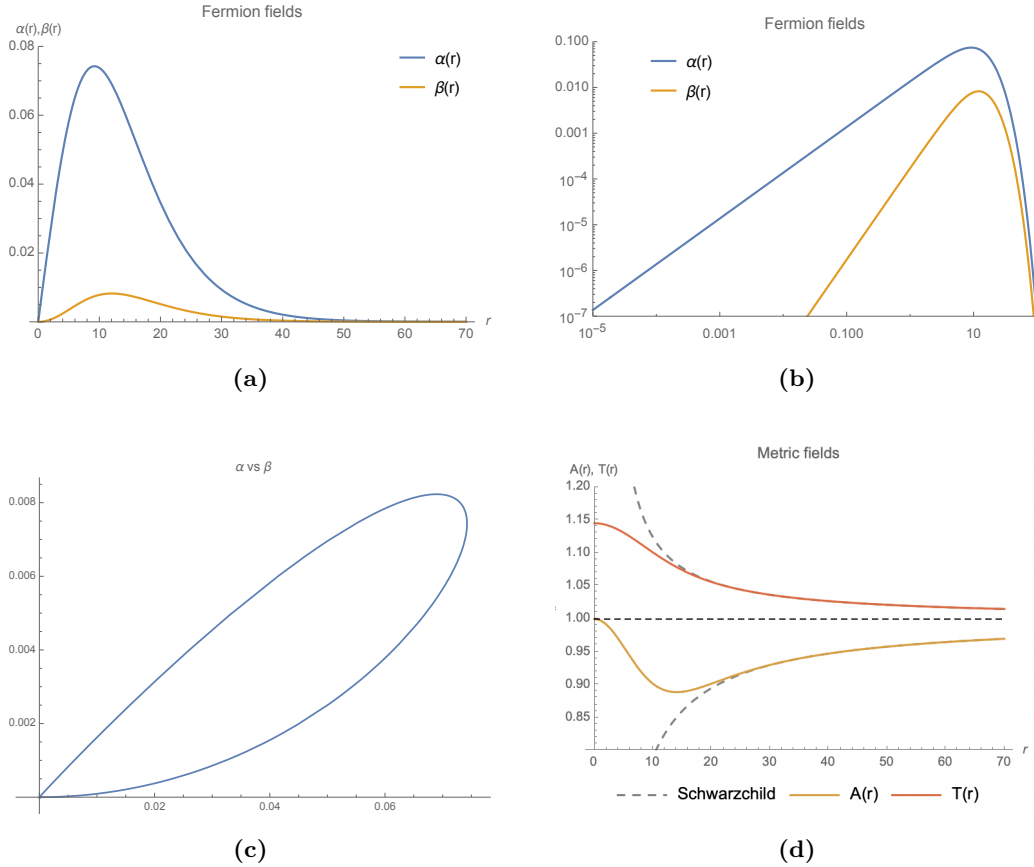 Fermion fields
α(r),β(r)
0.08
0.06
0.04
0.02
0 10 20 30 40 50 60 70 r
α(r)
β(r)
(a)
Fermion fields
0.100
0.010
0.001
10⁻⁴
10⁻⁵
10⁻⁶
10⁻⁷
10⁻⁵ 0.001 0.100 10
α(r)
β(r)
(b)
α vs β
0.008
0.006
0.004
0.002
0.02 0.04 0.06
(c)
Metric fields
A(r), T(r)
1.20
1.15
1.10
1.05
1.00
0.95
0.90
0.85
0 10 20 30 40 50 60 70 r
Schwarzchild A(r) T(r)
(d)